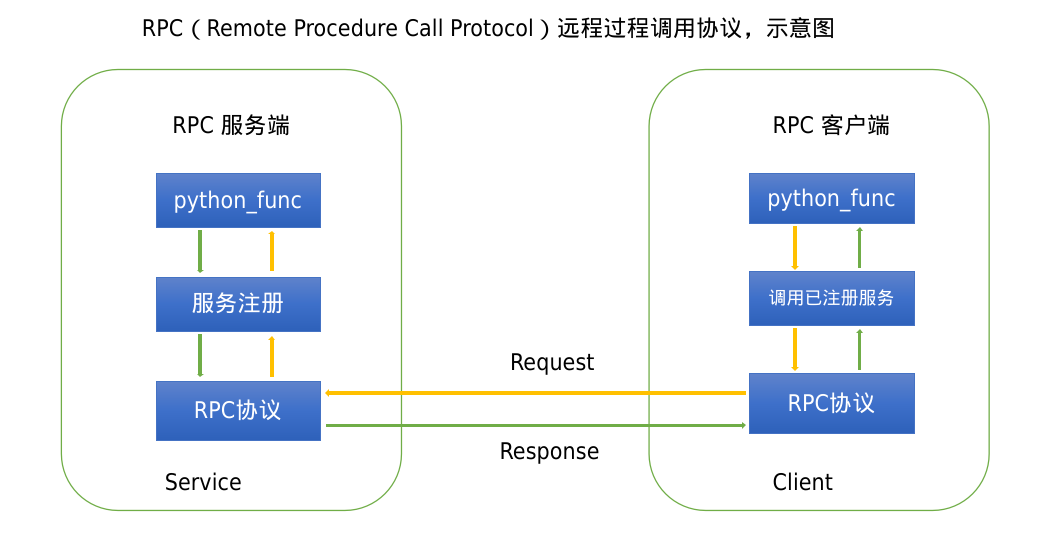 RPC（Remote Procedure Call Protocol）远程过程调用协议，示意图
RPC 服务端
python_func
服务注册
RPC协议
Service
Request
Response
RPC 客户端
python_func
调用已注册服务
RPC协议
Client